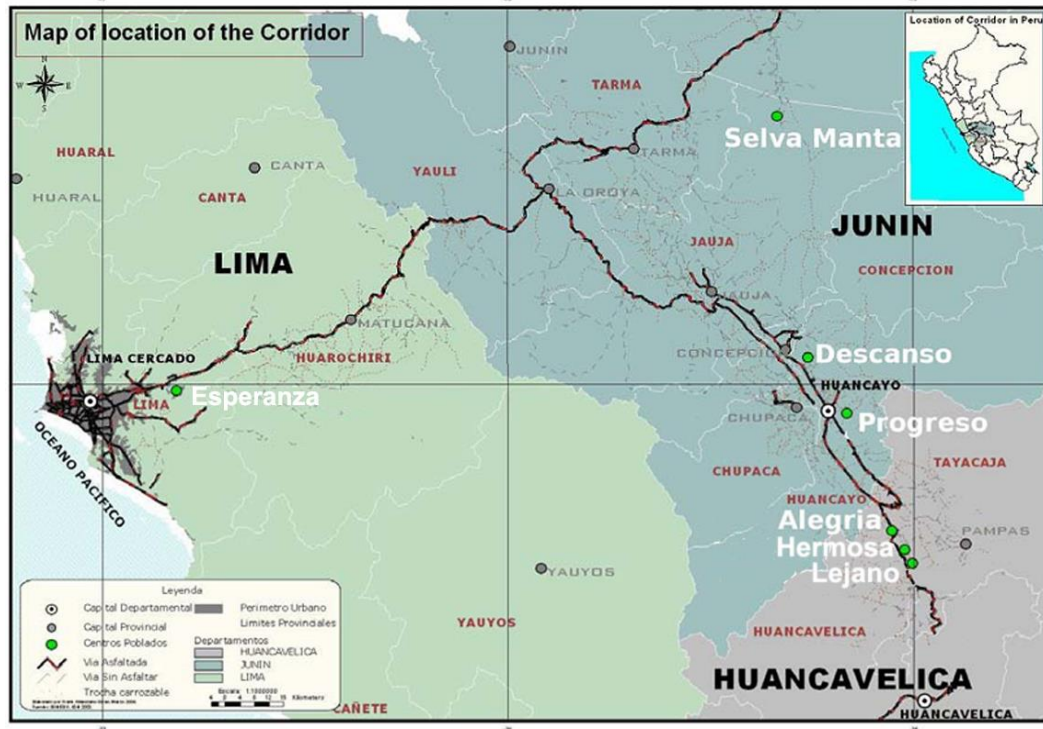 Map of location of the Corridor
Location of Corridor in Peru
N
W
E
S
JUNIN
TARMA
Selva Manta
HUARAL
CANTA
YAULI
TARMA
HUARAL
CANTA
LA OROYA
LIMA
JAUJA
JUNIN
CONCEPCION
JAUJA
MATUCANA
LIMA CERCADO
HUAROCHIRI
CONCEPCION
Descanso
HUANCAYO
Esperanza
LIMA
CHUPACA
Progreso
OCEANO PACIFICO
CHUPACA
TAYACAJA
HUANCAYO
Alegria
PAMPAS
Hermosa
Lejano
YAUYOS
YAUYOS
HUANCAVELICA
HUANCAVELICA
HUANCAVELICA
CAÑETE
Leyenda
Capital Departamental
Perimetro Urbano
Capital Provincial
Limites Provinciales
Centros Poblados
Departamentos
HUANCAVELICA
Via Asfaltada
JUNIN
Via Sin Asfaltar
LIMA
Trocha carrozable
Escala: 1:1000000
Kilometers